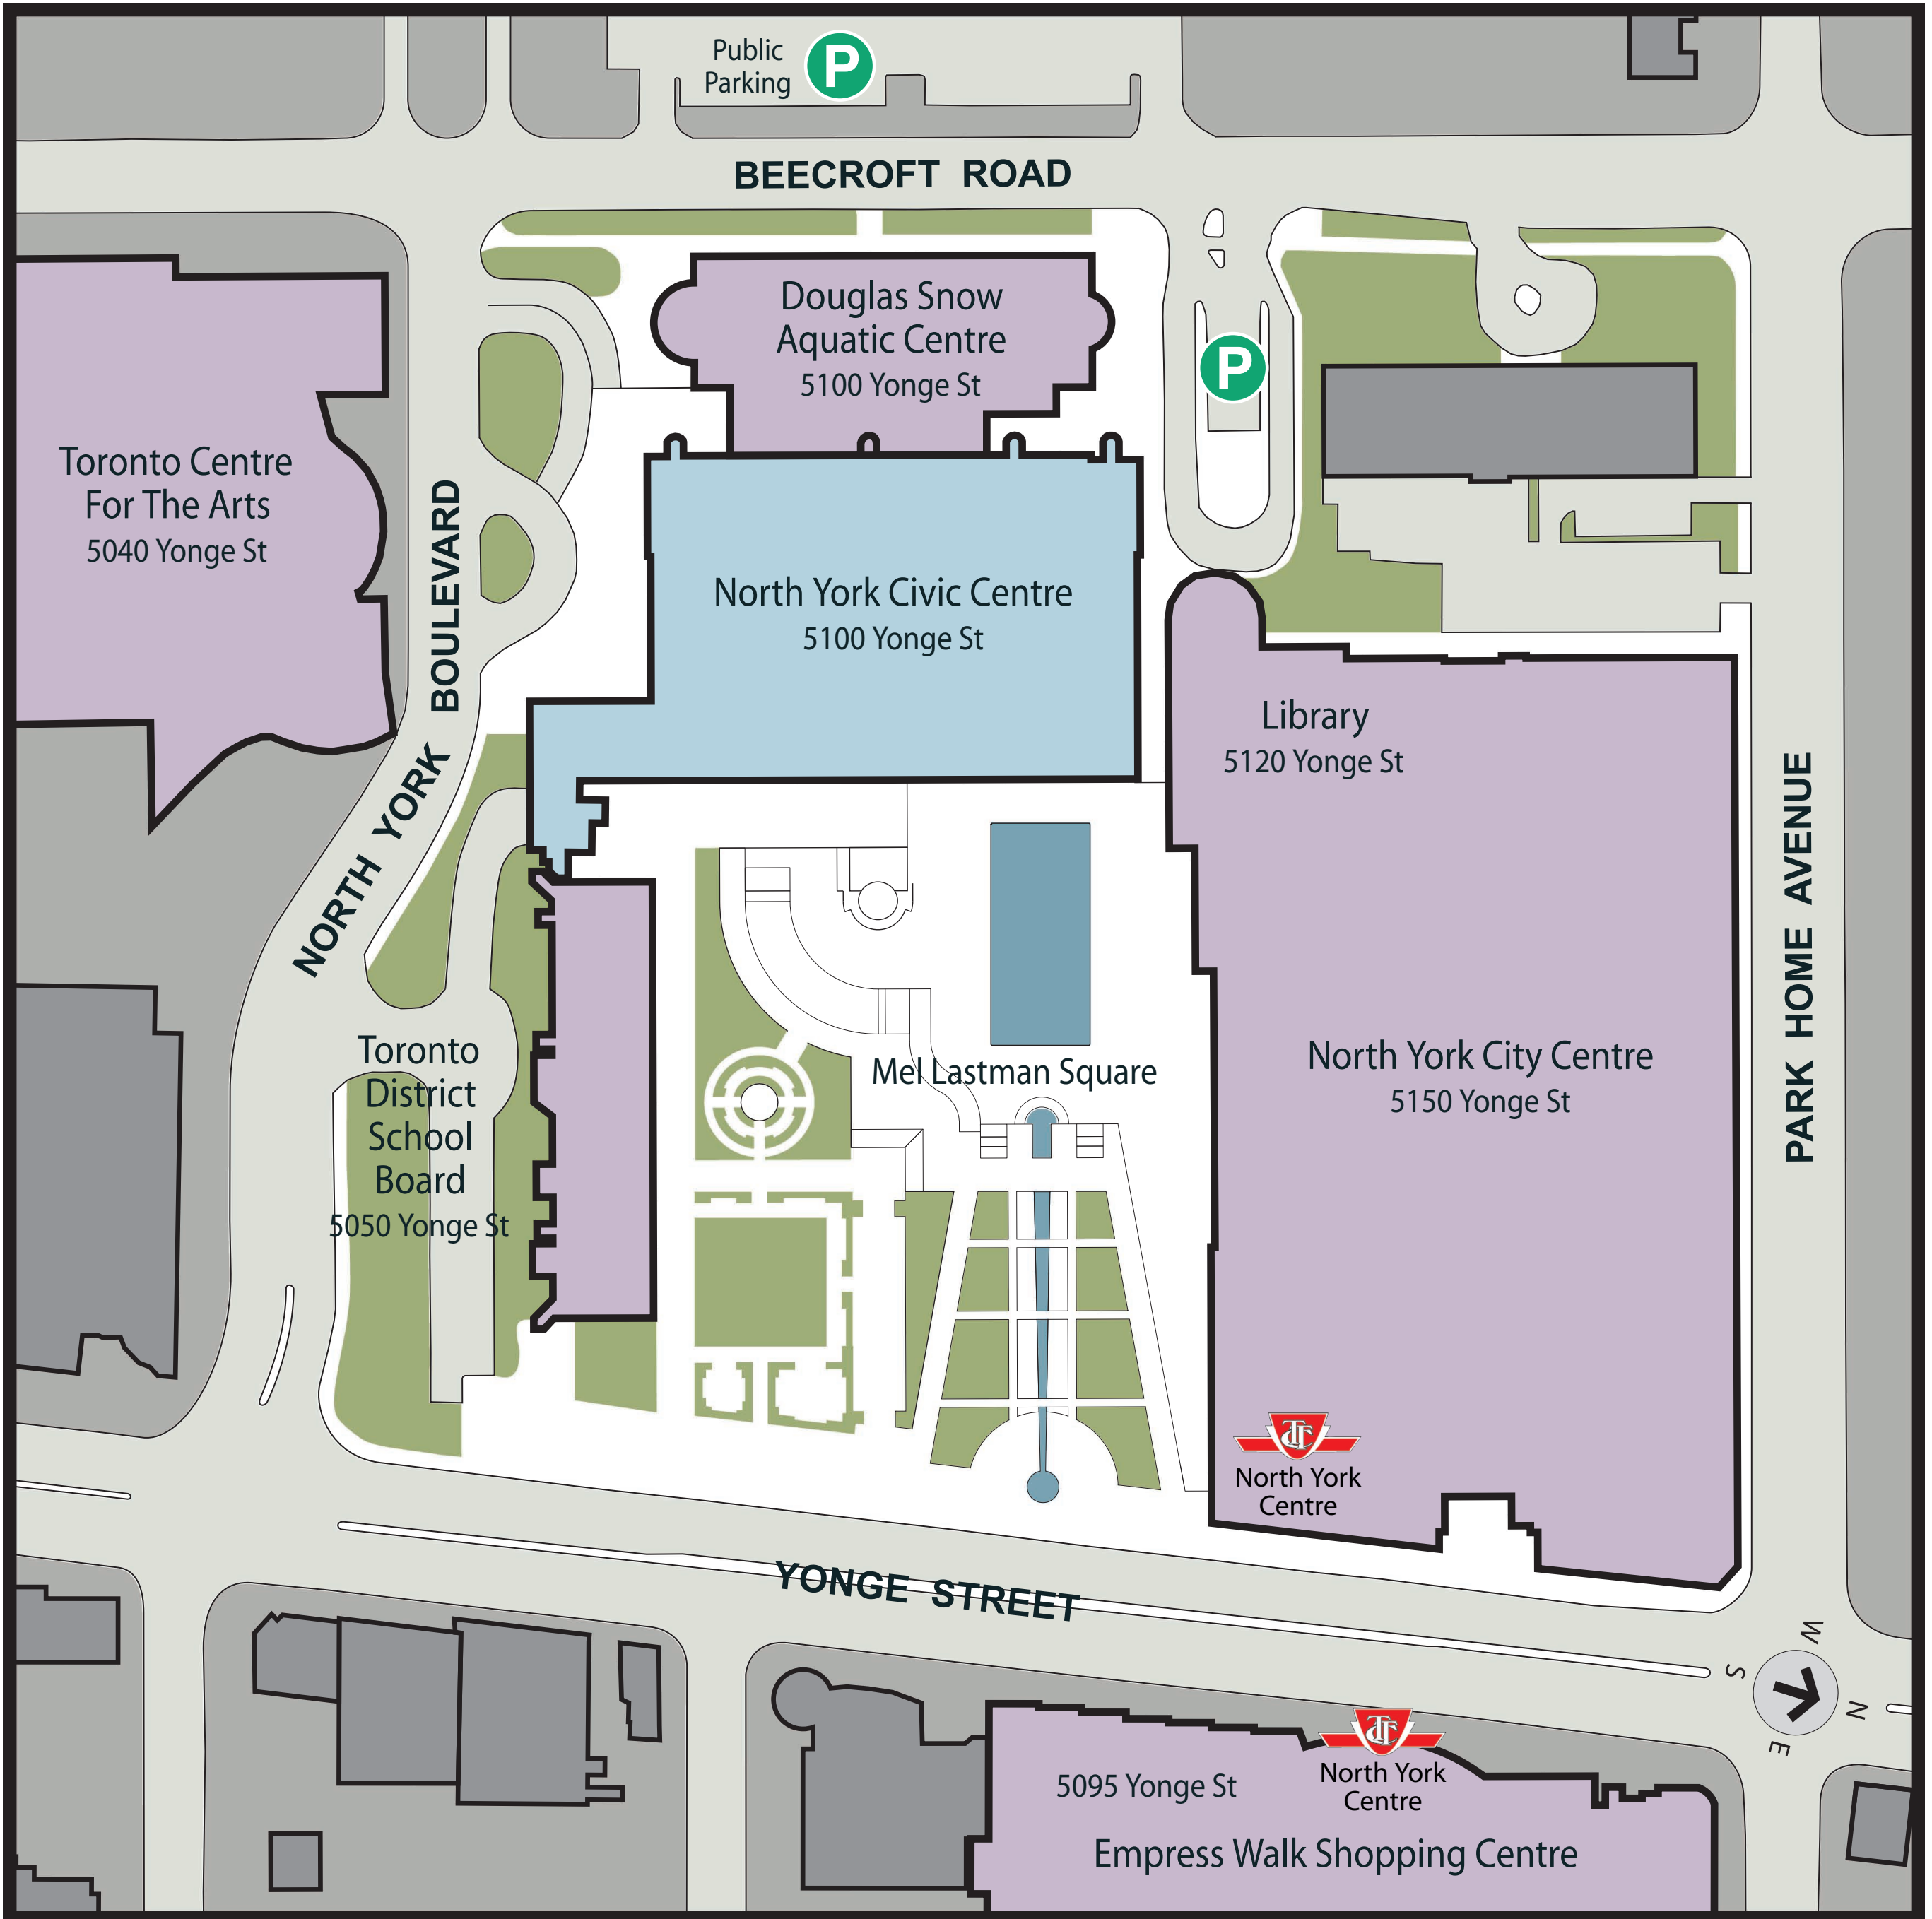 Public
Parking
P
BEECROFT ROAD
Douglas Snow
Aquatic Centre
5100 Yonge St
P
Toronto Centre
For The Arts
5040 Yonge St
NORTH YORK BOULEVARD
North York Civic Centre
5100 Yonge St
Library
5120 Yonge St
PARK HOME AVENUE
Toronto
District
School
Board
5050 Yonge St
Mel Lastman Square
North York City Centre
5150 Yonge St
TTC
North York
Centre
YONGE STREET
W
S
N
E
TTC
North York
Centre
5095 Yonge St
Empress Walk Shopping Centre